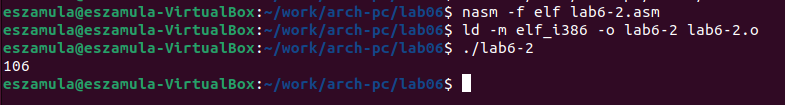 eszamula@eszamula-VirtualBox:~/work/arch-pc/lab06$ nasm -f elf lab6-2.asm
eszamula@eszamula-VirtualBox:~/work/arch-pc/lab06$ ld -m elf_i386 -o lab6-2 lab6-2.o
eszamula@eszamula-VirtualBox:~/work/arch-pc/lab06$ ./lab6-2
106
eszamula@eszamula-VirtualBox:~/work/arch-pc/lab06$